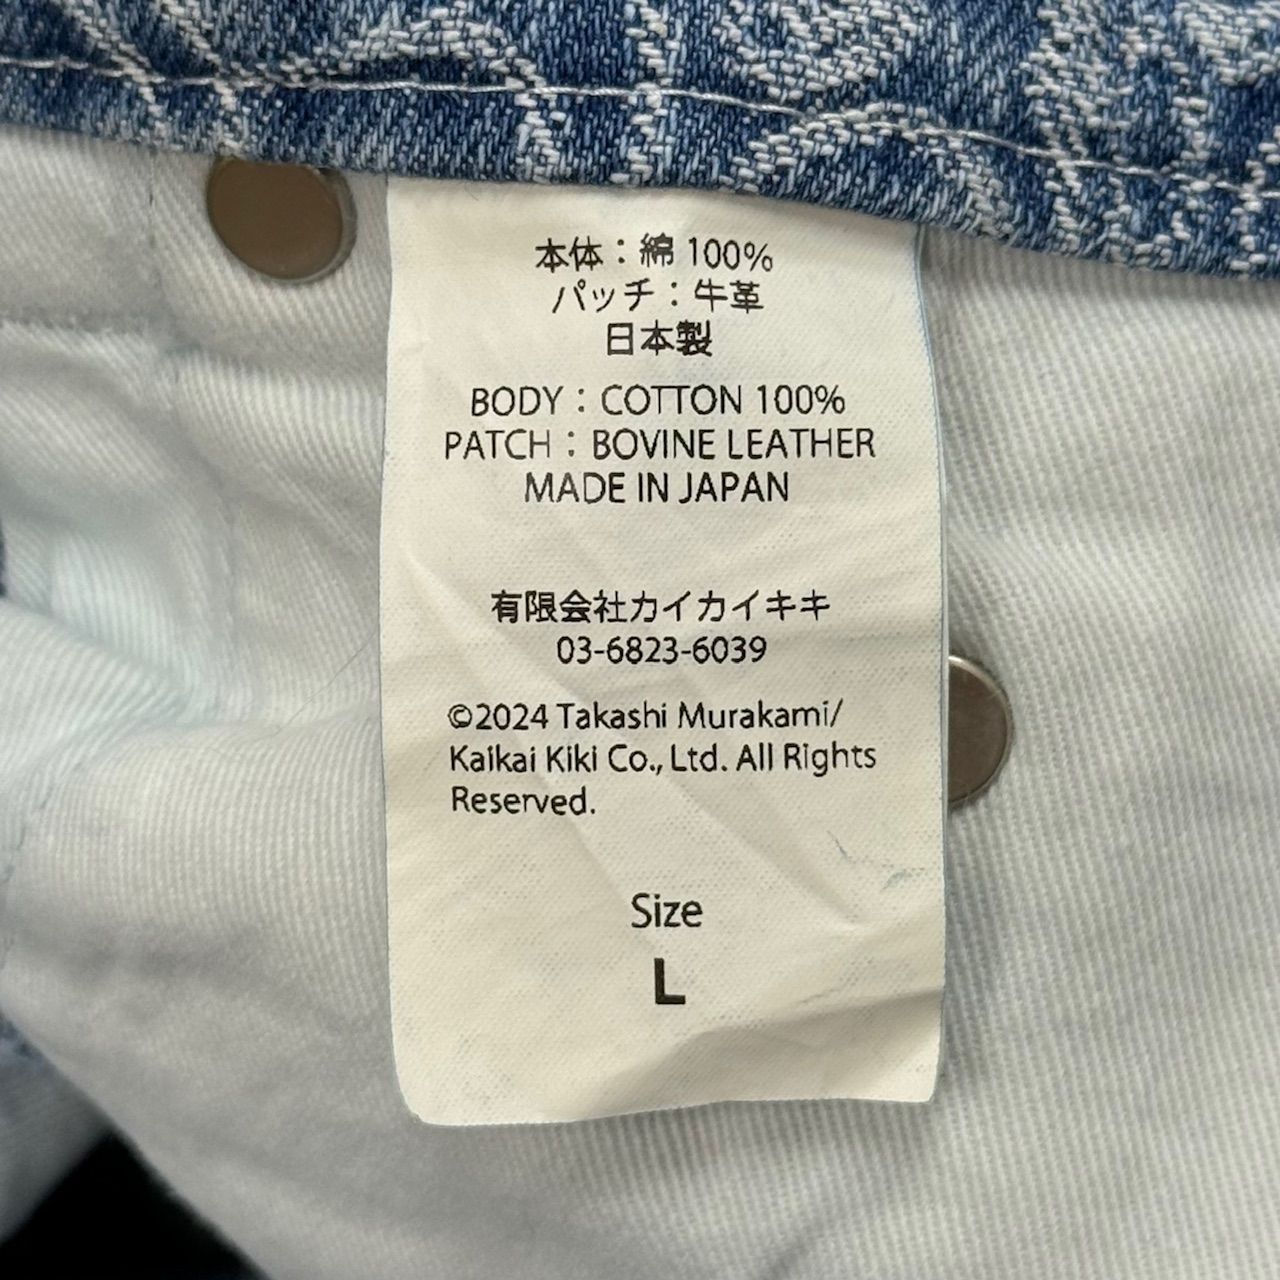 本体：綿 100%
パッチ：牛革
日本製
BODY：COTTON 100%
PATCH：BOVINE LEATHER
MADE IN JAPAN
有限会社カイカイキキ
03-6823-6039
©2024 Takashi Murakami/
Kaikai Kiki Co., Ltd. All Rights
Reserved.
Size
L